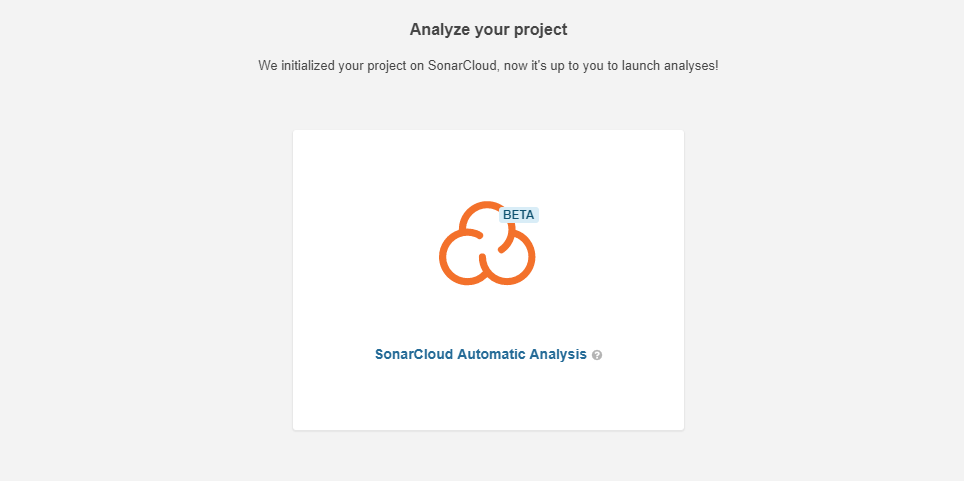 Analyze your project
We initialized your project on SonarCloud, now it's up to you to launch analyses!
BETA
SonarCloud Automatic Analysis ?